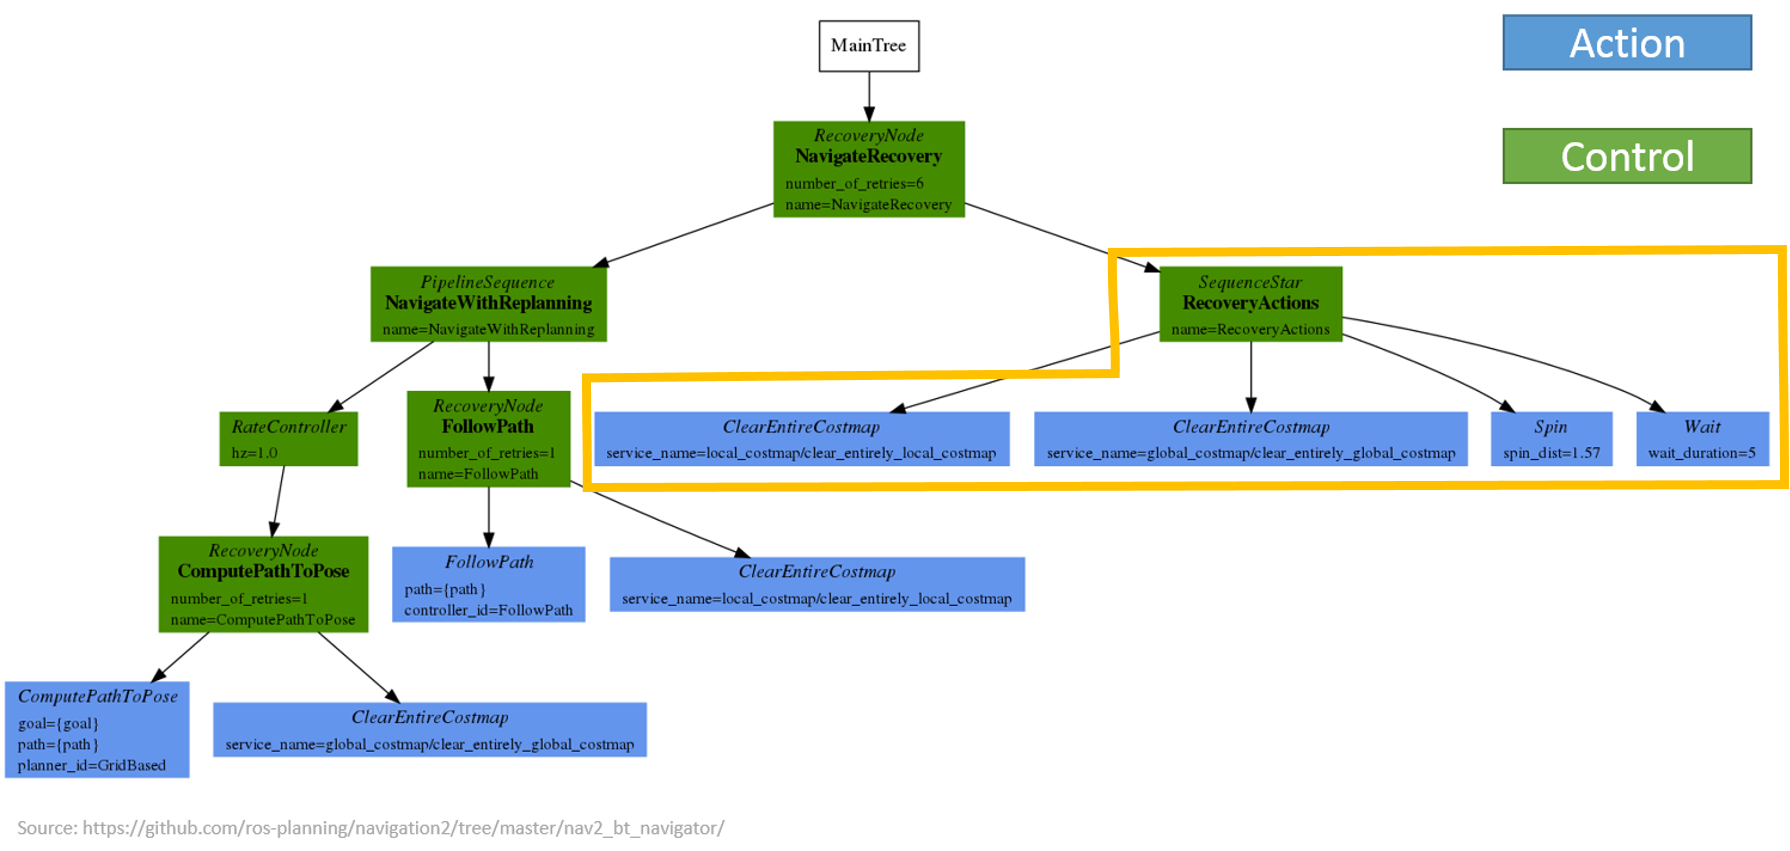 MainTree
Action
Control
RecoveryNode
NavigateRecovery
number_of_retries=6
name=NavigateRecovery
PipelineSequence
NavigateWithReplanning
name=NavigateWithReplanning
SequenceStar
RecoveryActions
name=RecoveryActions
RateController
hz=1.0
RecoveryNode
FollowPath
number_of_retries=1
name=FollowPath
ClearEntireCostmap
service_name=local_costmap/clear_entirely_local_costmap
ClearEntireCostmap
service_name=global_costmap/clear_entirely_global_costmap
Spin
spin_dist=1.57
Wait
wait_duration=5
RecoveryNode
ComputePathToPose
number_of_retries=1
name=ComputePathToPose
FollowPath
path={path}
controller_id=FollowPath
ClearEntireCostmap
service_name=local_costmap/clear_entirely_local_costmap
ComputePathToPose
goal={goal}
path={path}
planner_id=GridBased
ClearEntireCostmap
service_name=global_costmap/clear_entirely_global_costmap
Source: https://github.com/ros-planning/navigation2/tree/master/nav2_bt_navigator/